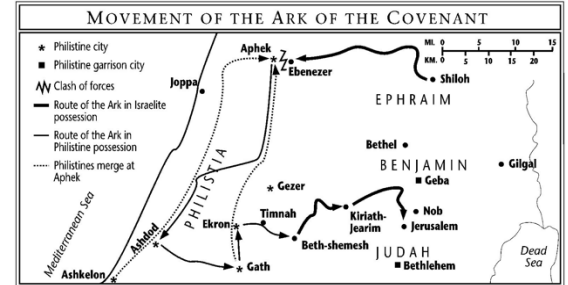 MOVEMENT OF THE ARK OF THE COVENANT
Philistine city
Philistine garrison city
Clash of forces
Route of the Ark in Israelite
possession
Route of the Ark in
Philistine possession
Philistines merge at
Aphek
MI. 0 5 10 15
KM. 0 5 10 15 20
Aphek
Ebenezer
Shiloh
Joppa
EPHRAIM
Bethel
BENJAMIN
Gilgal
Geba
PHILISTIA
Gezer
Timnah
Kiriath-
Jearim
Nob
Jerusalem
Ekron
Beth-shemesh
Mediterranean Sea
Ashdod
JUDAH
Dead
Sea
Gath
Bethlehem
Ashkelon